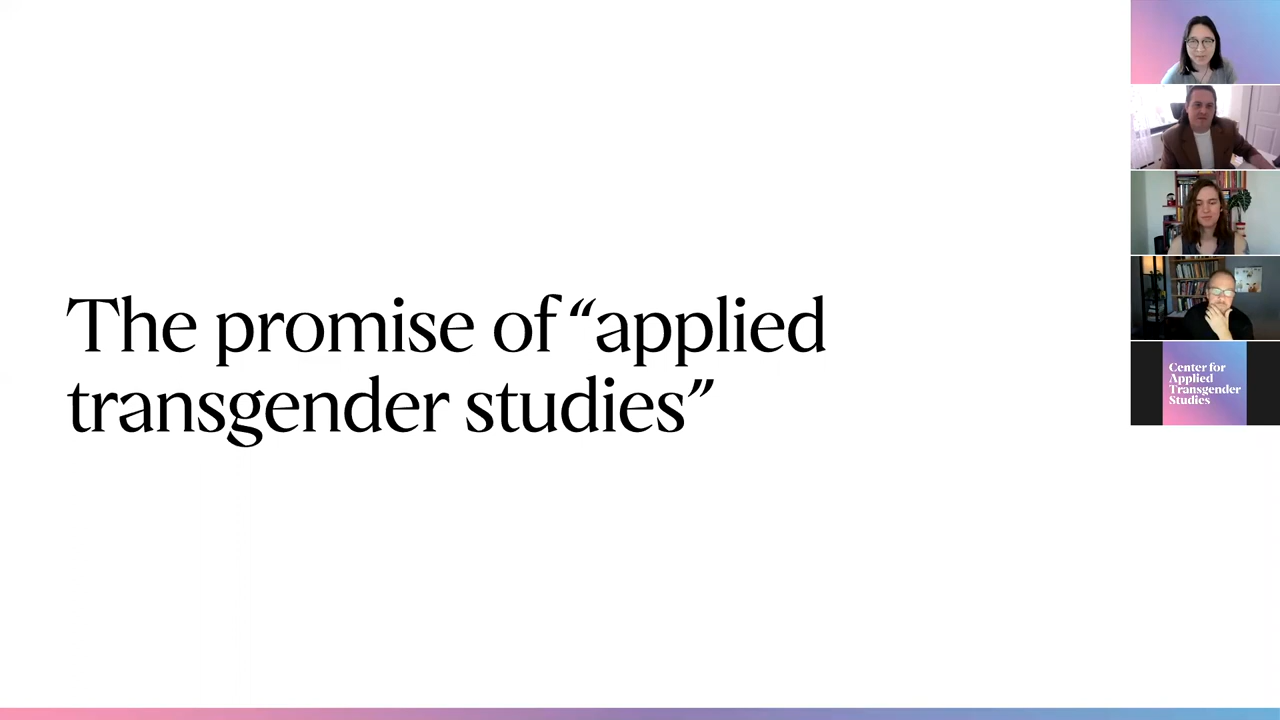 The promise of “applied
transgender studies”
Center for
Applied
Transgender
Studies